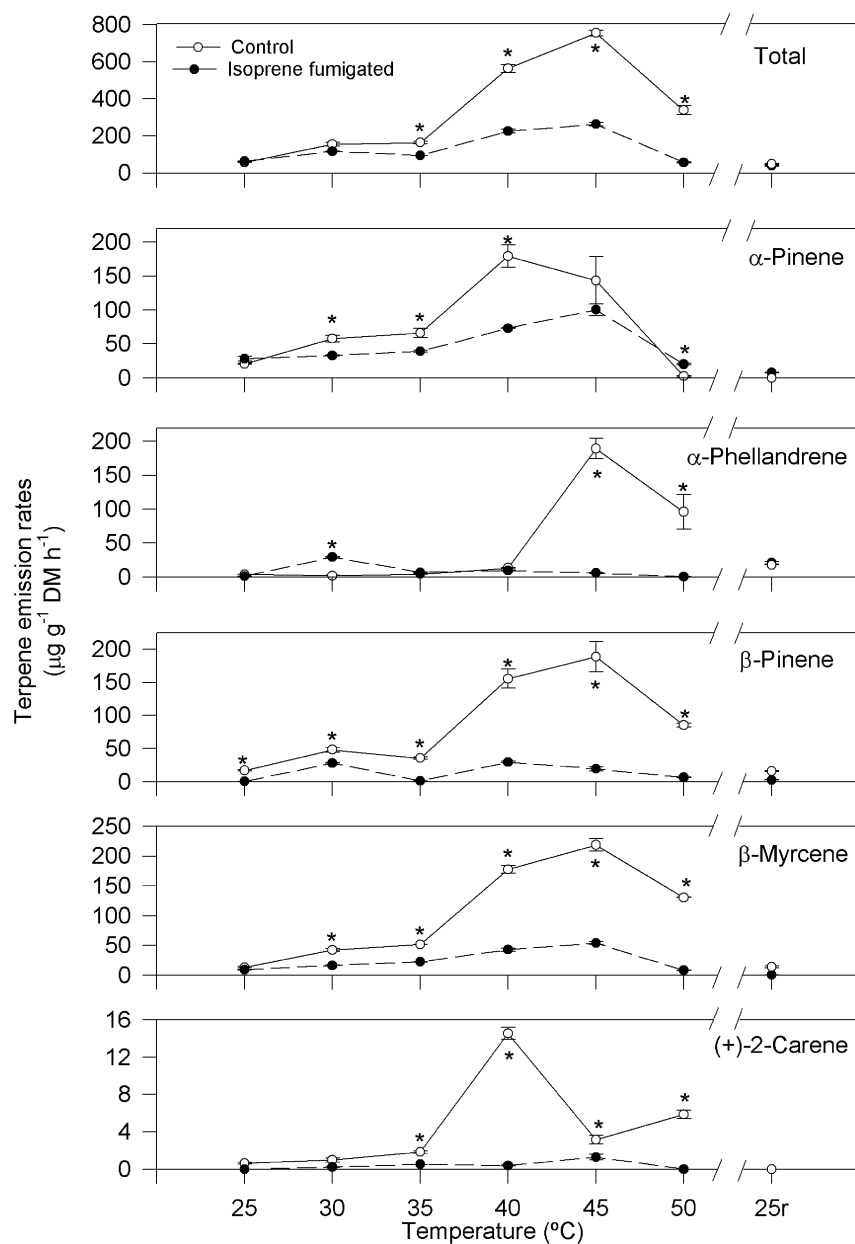 Control
Isoprene fumigated
Total
800
600
400
200
0
α-Pinene
200
150
100
50
0
α-Phellandrene
200
150
100
50
0
β-Pinene
200
150
100
50
0
β-Myrcene
250
200
150
100
50
0
(+)-2-Carene
16
12
8
4
0
25 30 35 40 45 50 25r
Temperature (ºC)
Terpene emission rates
(µg g⁻¹ DM h⁻¹)